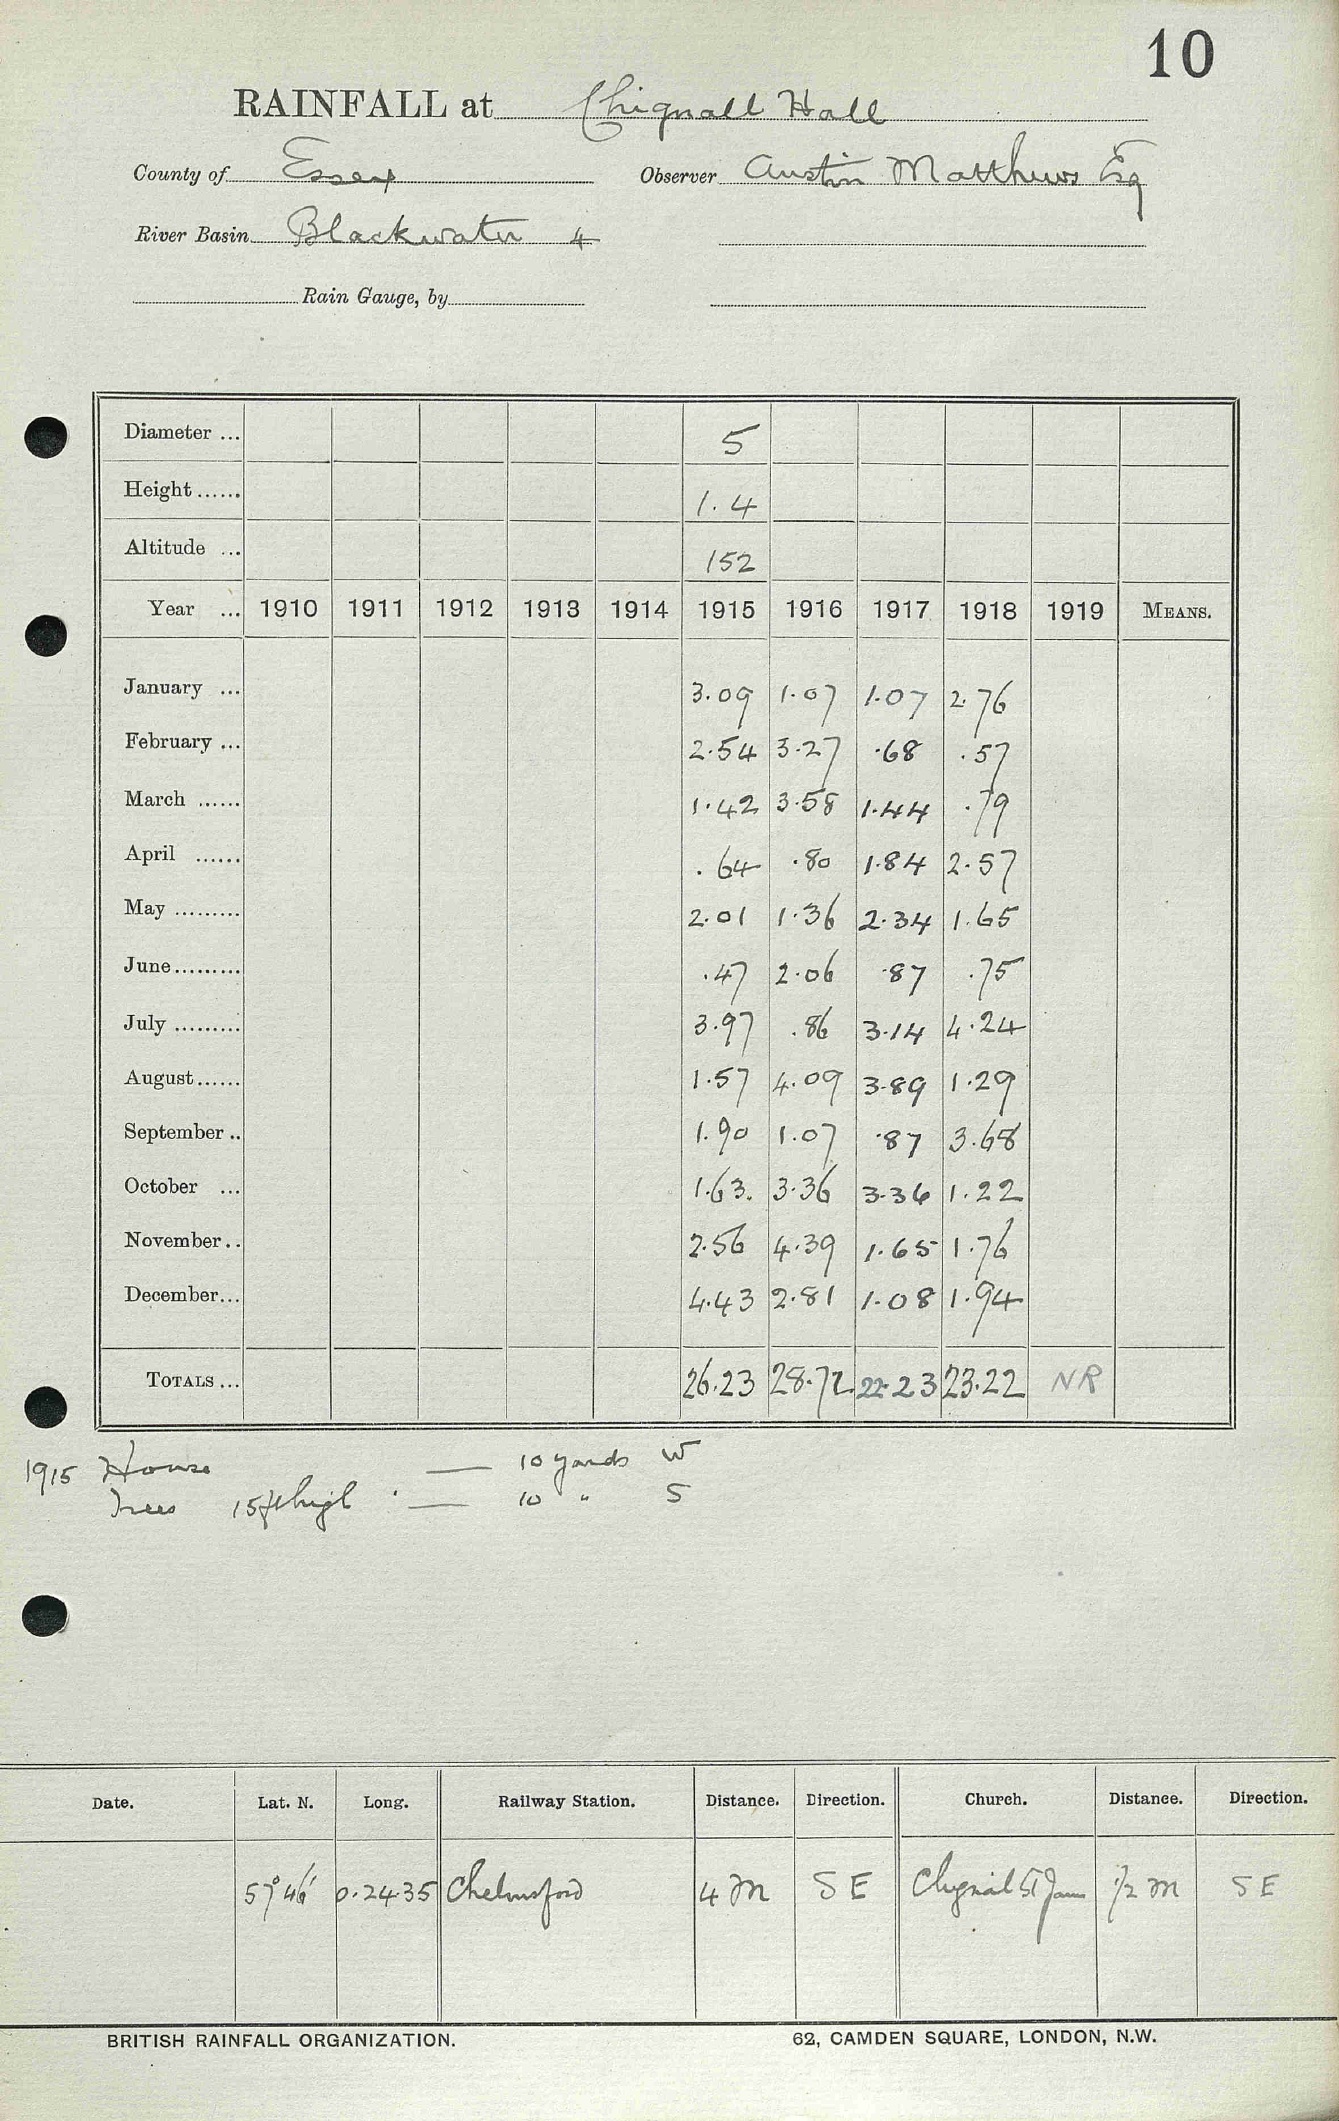 10
RAINFALL at Chignall Hall
County of Essex Observer Austin Matthews Esq
River Basin Blackwater 4
Rain Gauge, by
Diameter ... 5
Height...... 1.4
Altitude ... 152
Year ... 1910 1911 1912 1913 1914 1915 1916 1917 1918 1919 MEANS.
January ... 3.09 1.07 1.07 2.76
February ... 2.54 3.27 .68 .57
March ...... 1.42 3.58 1.44 .79
April ...... .64 .80 1.84 2.57
May ......... 2.01 1.36 2.34 1.65
June......... .47 2.06 .87 .75
July ......... 3.97 .86 3.14 4.24
August...... 1.57 4.09 3.89 1.29
September .. 1.90 1.07 .87 3.68
October ... 1.63. 3.36 3.36 1.22
November .. 2.56 4.39 1.65 1.76
December... 4.43 2.81 1.08 1.94
TOTALS ... 26.23 28.72 22.23 23.22 NR
1915 House — 10 yards W
Trees 15ft high — 10 " S
Date. Lat. N. Long. Railway Station. Distance. Direction. Church. Distance. Direction.
46' 0.24.35 Chelmsford 4 M SE Chignal St James 1/2 M SE
BRITISH RAINFALL ORGANIZATION. 62, CAMDEN SQUARE, LONDON, N.W.